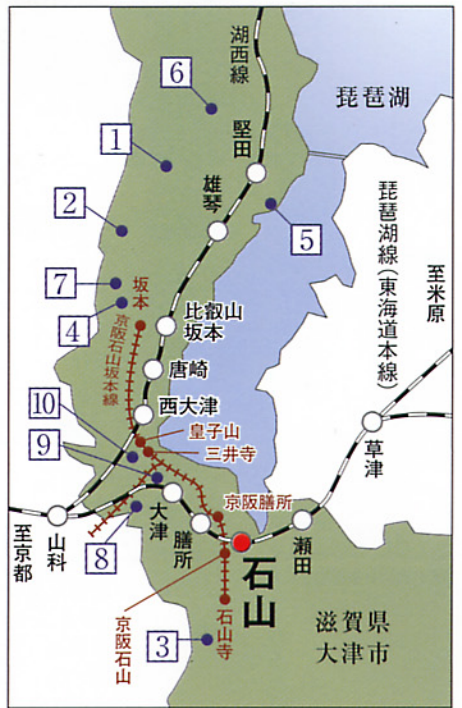 湖西線
琵琶湖
6
堅田
1
雄琴
5
2
琵琶湖線(東海道本線)
至米原
7
坂本
4
比叡山
坂本
京阪石山坂本線
唐崎
10
西大津
皇子山
9
三井寺
草津
京阪膳所
至京都
山科
8
大津
膳所
瀬田
石山
京阪石山
石山寺
3
滋賀県
大津市